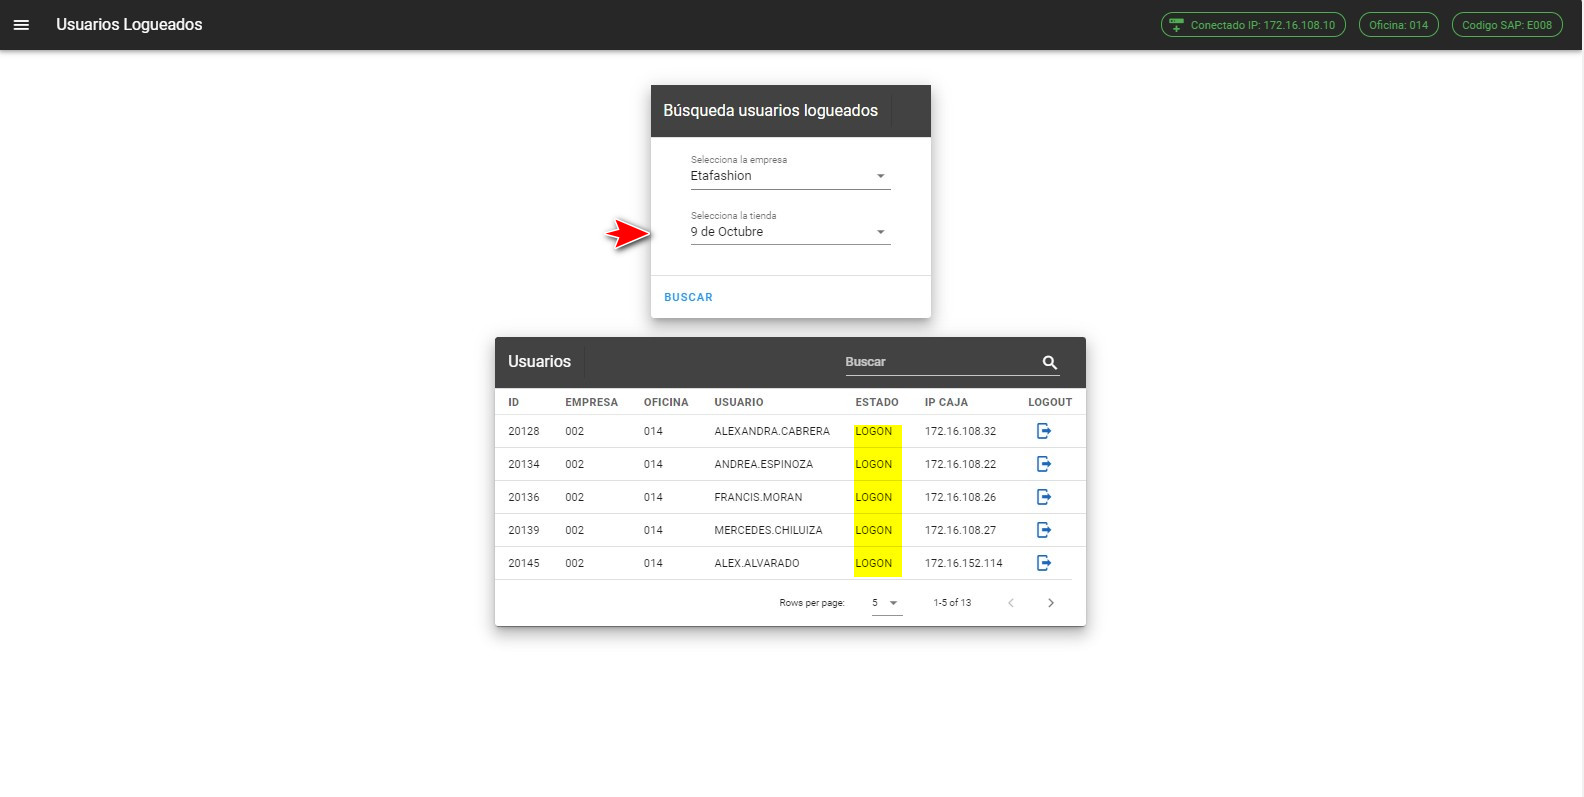 Usuarios Logueados
Conectado IP: 172.16.108.10
Oficina: 014
Codigo SAP: E008
Búsqueda usuarios logueados
Selecciona la empresa
Etafashion
Selecciona la tienda
9 de Octubre
BUSCAR
Usuarios
Buscar
ID EMPRESA OFICINA USUARIO ESTADO IP CAJA LOGOUT
20128 002 014 ALEXANDRA.CABRERA LOGON 172.16.108.32
20134 002 014 ANDREA.ESPINOZA LOGON 172.16.108.22
20136 002 014 FRANCIS.MORAN LOGON 172.16.108.26
20139 002 014 MERCEDES.CHILUIZA LOGON 172.16.108.27
20145 002 014 ALEX.ALVARADO LOGON 172.16.152.114
Rows per page: 5 1-5 of 13